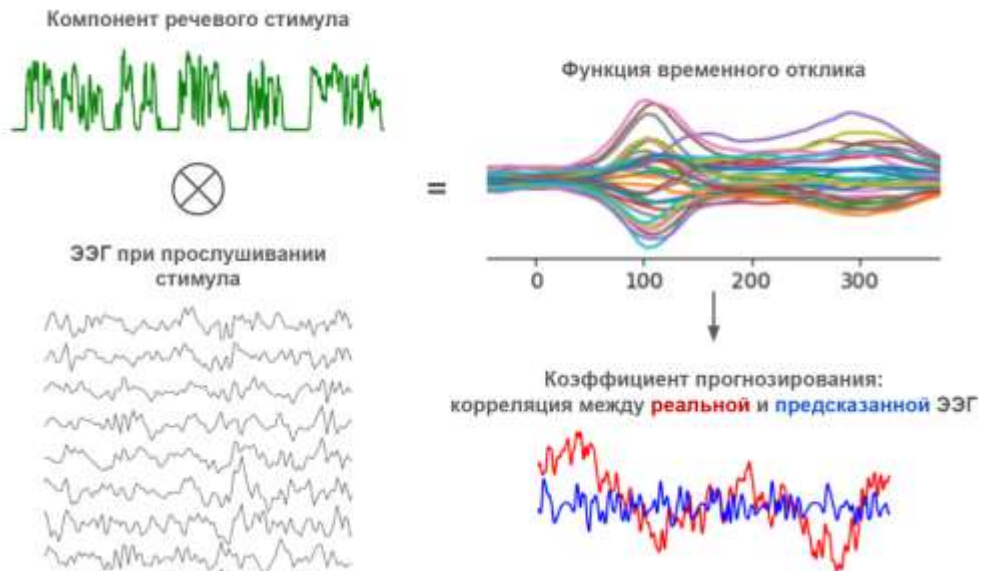 Компонент речевого стимула
ЭЭГ при прослушивании
стимула
=
Функция временного отклика
0 100 200 300
Коэффициент прогнозирования:
корреляция между реальной и предсказанной ЭЭГ